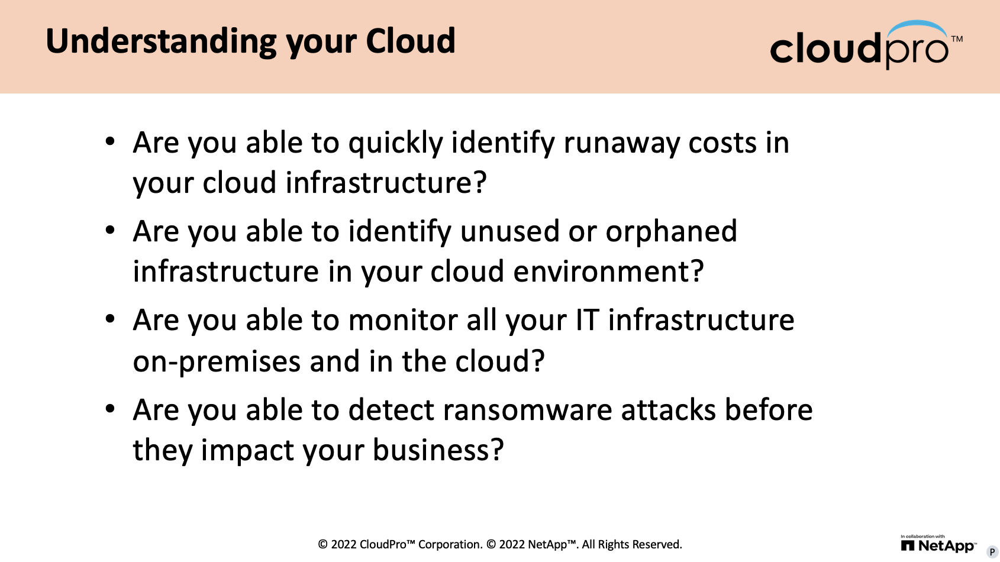 Understanding your Cloud
cloudpro™
• Are you able to quickly identify runaway costs in
your cloud infrastructure?
• Are you able to identify unused or orphaned
infrastructure in your cloud environment?
• Are you able to monitor all your IT infrastructure
on-premises and in the cloud?
• Are you able to detect ransomware attacks before
they impact your business?
© 2022 CloudPro™ Corporation. © 2022 NetApp™. All Rights Reserved.
In collaboration with
NetApp™
P